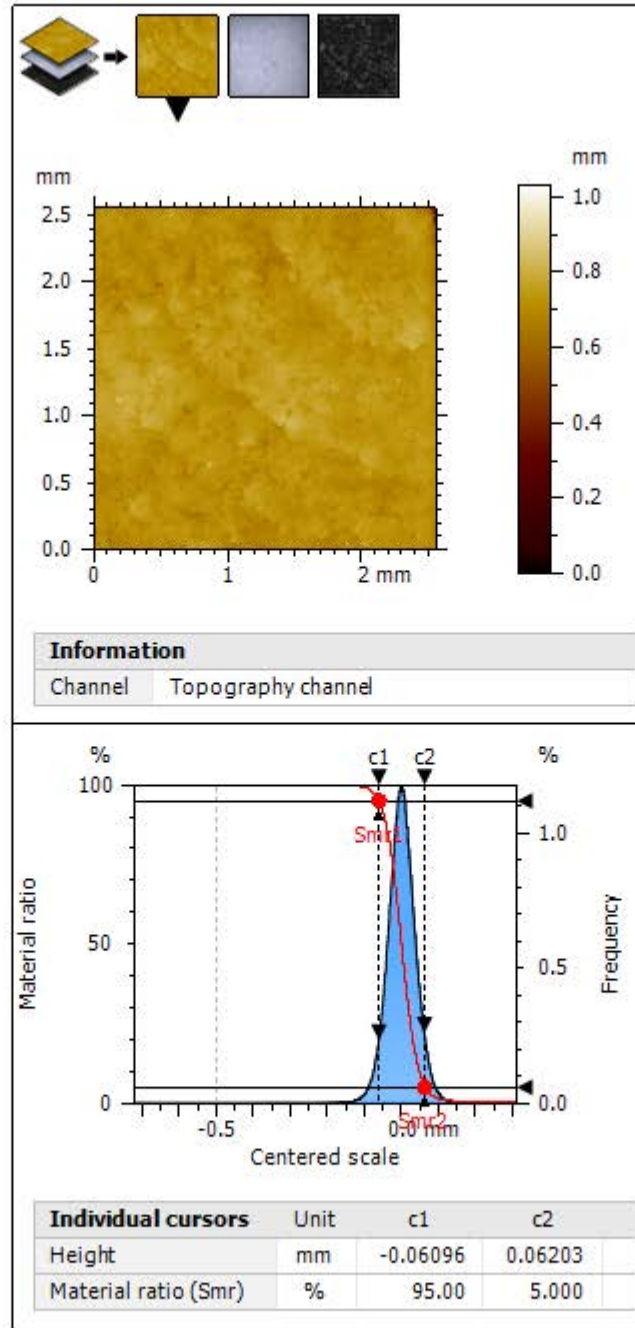 mm
mm
2.5
2.0
1.5
1.0
0.5
0.0
0 1 2 mm
1.0
0.8
0.6
0.4
0.2
0.0
Information
Channel Topography channel
% c1 c2 %
100
50
0
Material ratio
Smr1
Smr2
1.0
0.5
0.0
Frequency
-0.5 0.0 mm
Centered scale
Individual cursors Unit c1 c2
Height mm -0.06096 0.06203
Material ratio (Smr) % 95.00 5.000